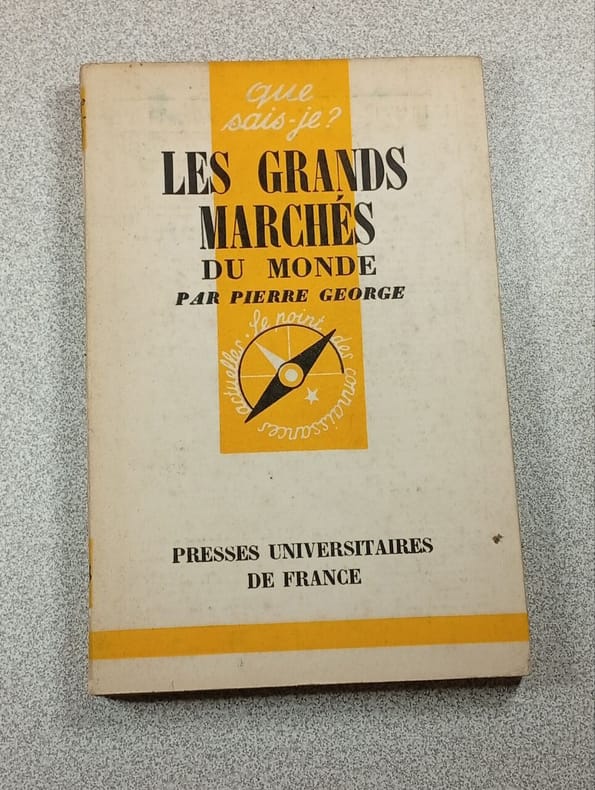 que
sais-je?
LES GRANDS
MARCHÉS
DU MONDE
PAR PIERRE GEORGE
le point des connaissances actuelles.
PRESSES UNIVERSITAIRES
DE FRANCE